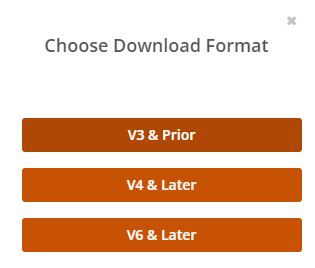 Choose Download Format
V3 & Prior
V4 & Later
V6 & Later